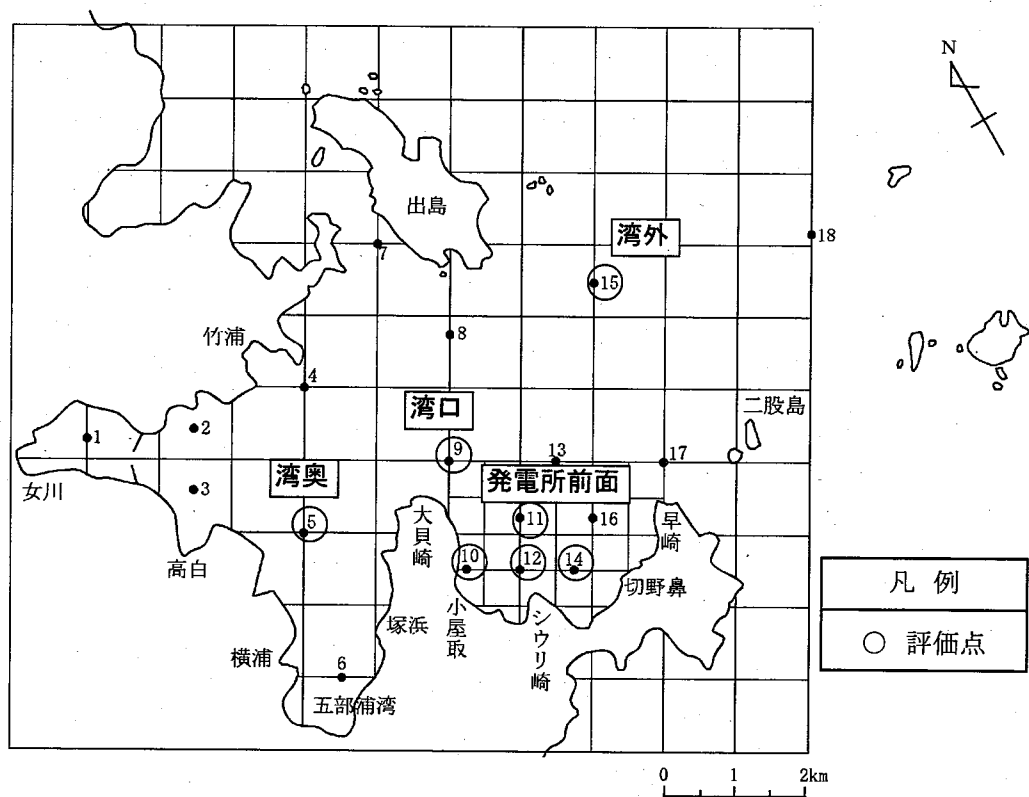 N
出島
湾外
18
7
15
竹浦
8
4
湾口
二股島
1
2
9
13
17
湾奥
発電所前面
女川
3
5
大貝崎
11
16
早崎
高白
10
12
14
切野鼻
凡 例
塚浜
小屋取
シウリ崎
○ 評価点
横浦
6
五部浦湾
0 1 2km